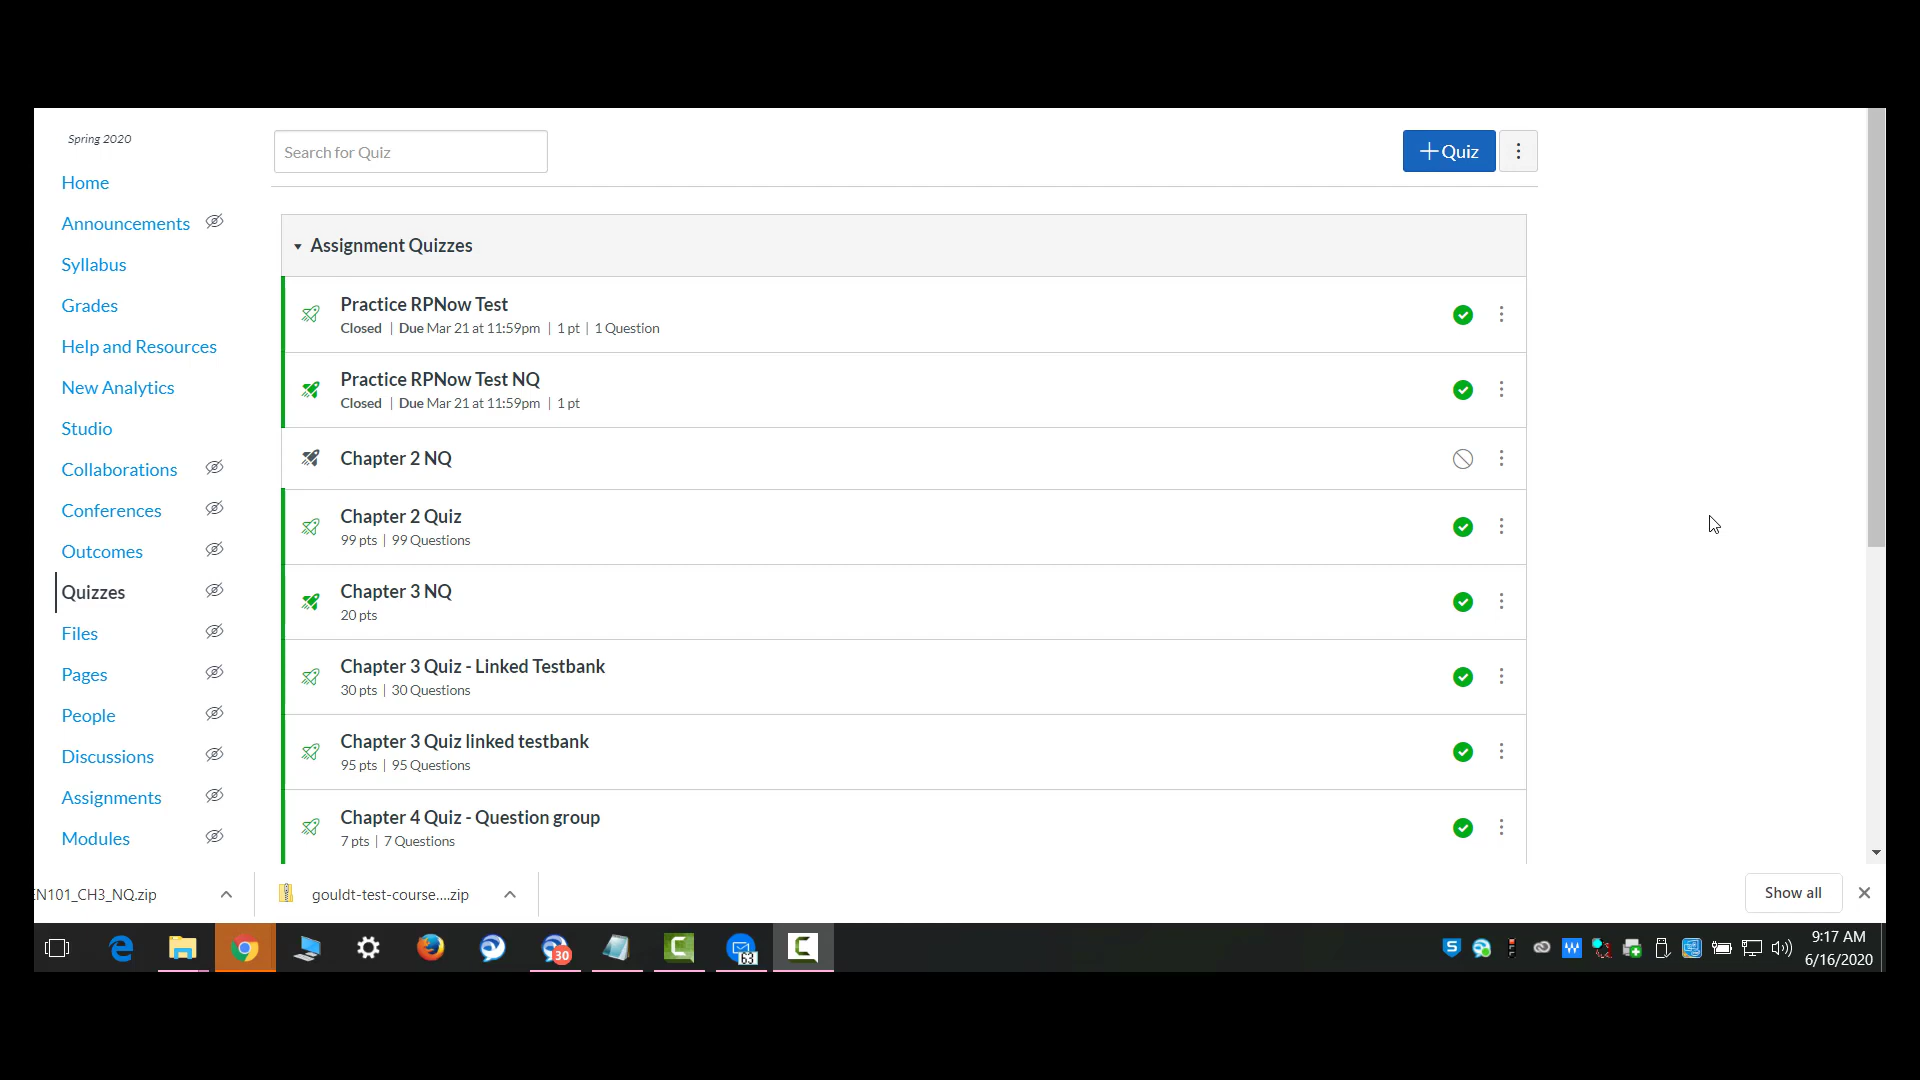 Spring 2020
Home
Announcements
Syllabus
Grades
Help and Resources
New Analytics
Studio
Collaborations
Conferences
Outcomes
Quizzes
Files
Pages
People
Discussions
Assignments
Modules
Search for Quiz
+Quiz
Assignment Quizzes
Practice RPNow Test
Closed | Due Mar 21 at 11:59pm | 1 pt | 1 Question
Practice RPNow Test NQ
Closed | Due Mar 21 at 11:59pm | 1 pt
Chapter 2 NQ
Chapter 2 Quiz
99 pts | 99 Questions
Chapter 3 NQ
20 pts
Chapter 3 Quiz - Linked Testbank
30 pts | 30 Questions
Chapter 3 Quiz linked testbank
95 pts | 95 Questions
Chapter 4 Quiz - Question group
7 pts | 7 Questions
EN101_CH3_NQ.zip
gouldt-test-course....zip
Show all
30
63
9:17 AM
6/16/2020